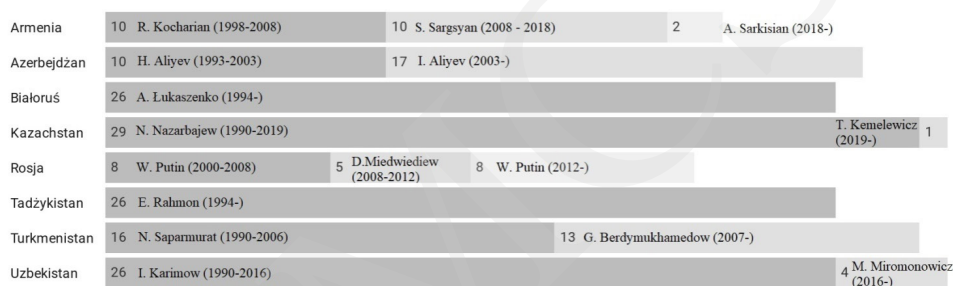 Armenia 10 R. Kocharian (1998-2008) 10 S. Sargsyan (2008 - 2018) 2 A. Sarkisian (2018-)
Azerbejdżan 10 H. Aliyev (1993-2003) 17 I. Aliyev (2003-)
Białoruś 26 A. Łukaszenko (1994-)
Kazachstan 29 N. Nazarbajew (1990-2019) T. Kemelewicz (2019-) 1
Rosja 8 W. Putin (2000-2008) 5 D.Miedwiediew (2008-2012) 8 W. Putin (2012-)
Tadżykistan 26 E. Rahmon (1994-)
Turkmenistan 16 N. Saparmurat (1990-2006) 13 G. Berdymukhamedow (2007-)
Uzbekistan 26 I. Karimow (1990-2016) 4 M. Miromonowicz (2016-)